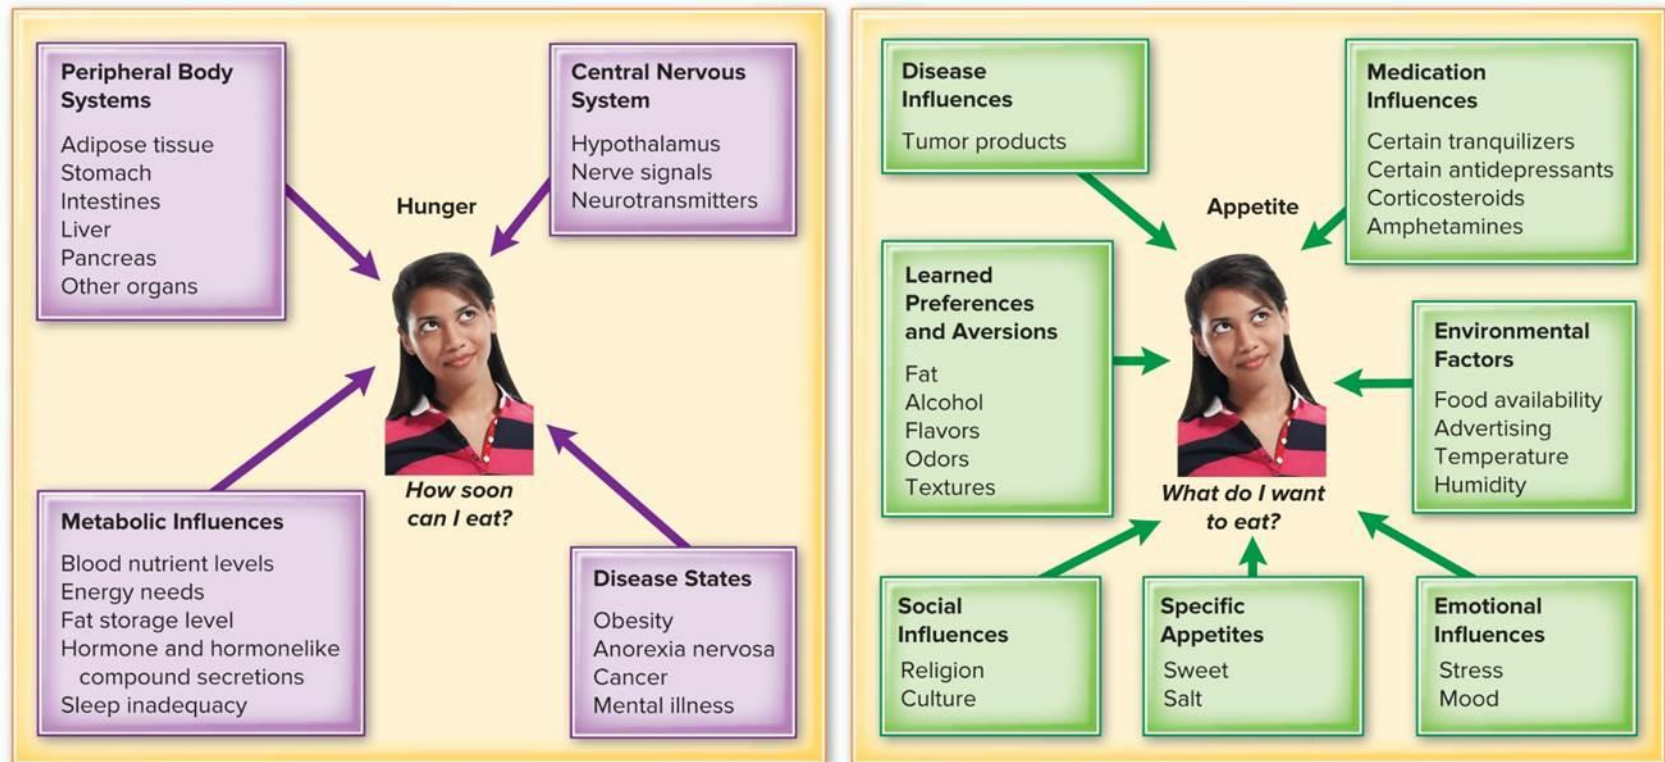 Peripheral Body
Systems
Adipose tissue
Stomach
Intestines
Liver
Pancreas
Other organs
Central Nervous
System
Hypothalamus
Nerve signals
Neurotransmitters
Hunger
How soon
can I eat?
Metabolic Influences
Blood nutrient levels
Energy needs
Fat storage level
Hormone and hormonelike
compound secretions
Sleep inadequacy
Disease States
Obesity
Anorexia nervosa
Cancer
Mental illness
Disease
Influences
Tumor products
Medication
Influences
Certain tranquilizers
Certain antidepressants
Corticosteroids
Amphetamines
Appetite
Learned
Preferences
and Aversions
Fat
Alcohol
Flavors
Odors
Textures
Environmental
Factors
Food availability
Advertising
Temperature
Humidity
What do I want
to eat?
Social
Influences
Religion
Culture
Specific
Appetites
Sweet
Salt
Emotional
Influences
Stress
Mood